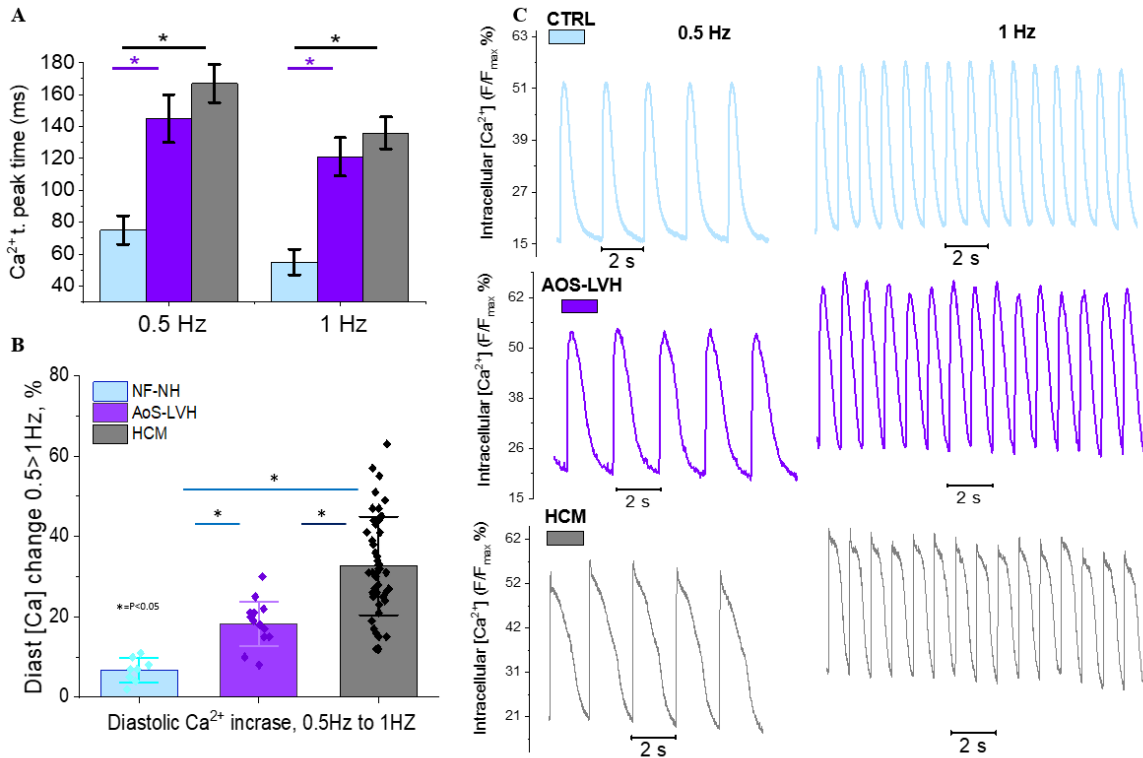 A
Ca²⁺ t. peak time (ms)
180
160
140
120
100
80
60
40
*
*
*
*
0.5 Hz
1 Hz
B
Diast [Ca] change 0.5>1Hz, %
80
60
40
20
0
NF-NH
AoS-LVH
HCM
*
*
*
*=P<0.05
Diastolic Ca²⁺ incrase, 0.5Hz to 1HZ
C
CTRL
0.5 Hz
1 Hz
Intracellular [Ca²⁺] (F/Fmax %)
63
51
39
27
15
Intracellular [Ca²⁺] (F/Fmax %)
2 s
2 s
AOS-LVH
Intracellular [Ca²⁺] (F/Fmax %)
62
50
38
26
15
2 s
2 s
HCM
Intracellular [Ca²⁺] (F/Fmax %)
62
52
42
31
21
2 s
2 s